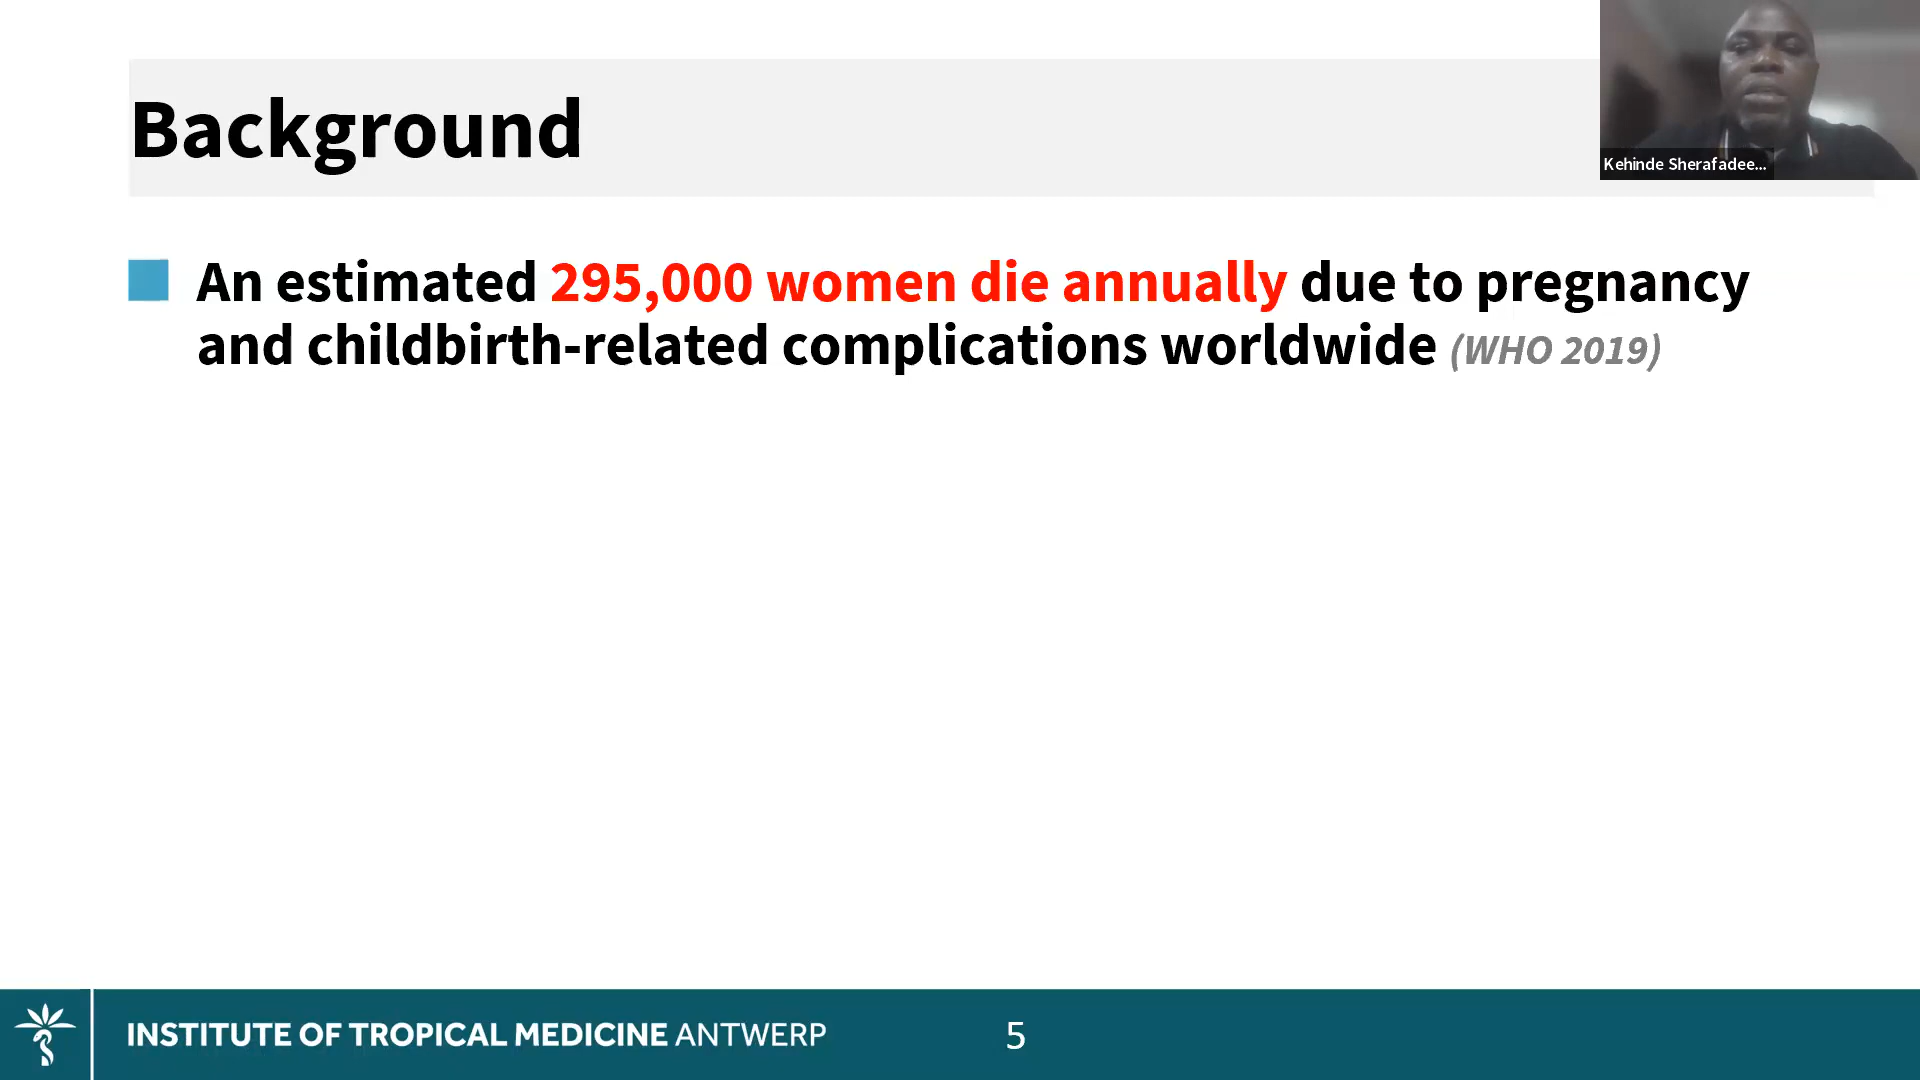 Background
Kehinde Sherafadee...
An estimated 295,000 women die annually due to pregnancy
and childbirth-related complications worldwide (WHO 2019)
INSTITUTE OF TROPICAL MEDICINE ANTWERP
5